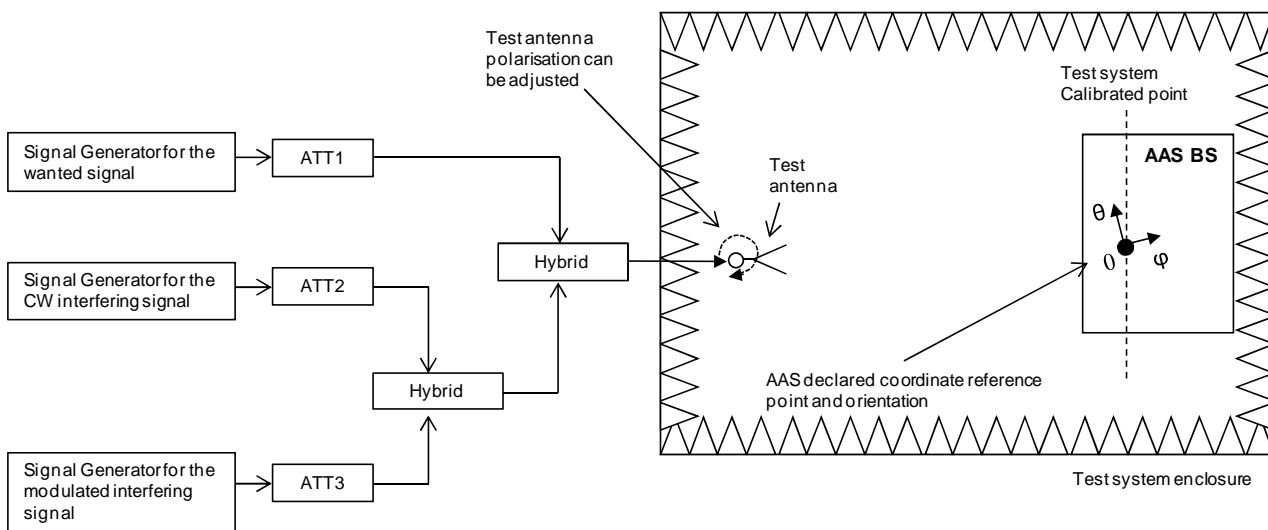 Test antenna
polarisation can
be adjusted
Test system
Calibrated point
Signal Generator for the
wanted signal
ATT1
AAS BS
Test
antenna
θ
0
φ
Hybrid
Signal Generator for the
CW interfering signal
ATT2
Hybrid
AAS declared coordinate reference
point and orientation
Signal Generator for the
modulated interfering
signal
ATT3
Test system enclosure